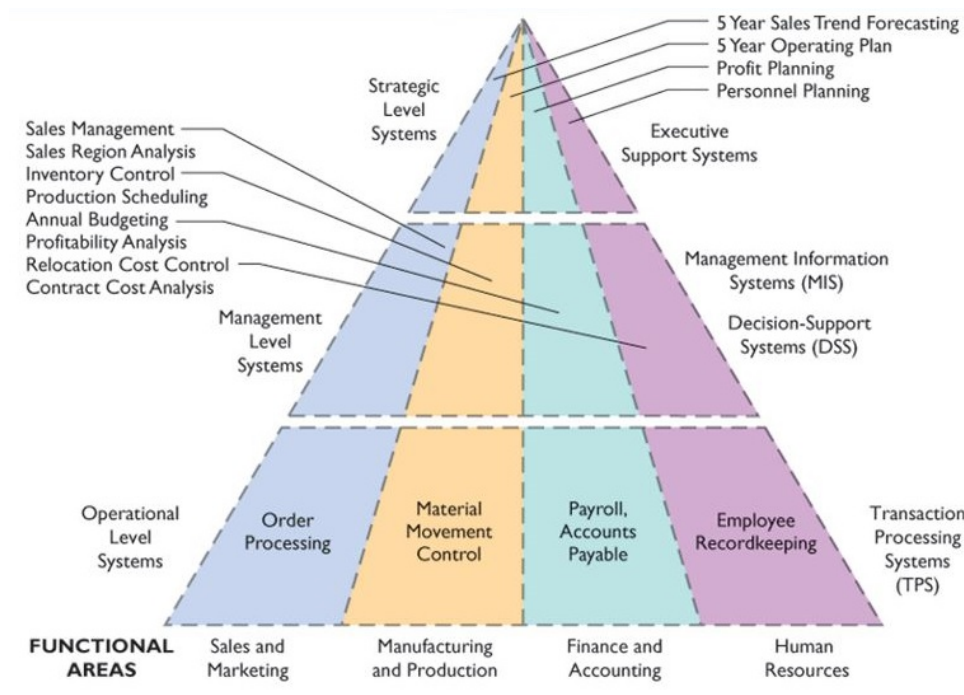 5 Year Sales Trend Forecasting
5 Year Operating Plan
Profit Planning
Personnel Planning
Strategic
Level
Systems
Executive
Support Systems
Sales Management
Sales Region Analysis
Inventory Control
Production Scheduling
Annual Budgeting
Profitability Analysis
Relocation Cost Control
Contract Cost Analysis
Management
Level
Systems
Management Information
Systems (MIS)
Decision-Support
Systems (DSS)
Operational
Level
Systems
Order
Processing
Material
Movement
Control
Payroll,
Accounts
Payable
Employee
Recordkeeping
Transaction
Processing
Systems
(TPS)
FUNCTIONAL
AREAS
Sales and
Marketing
Manufacturing
and Production
Finance and
Accounting
Human
Resources